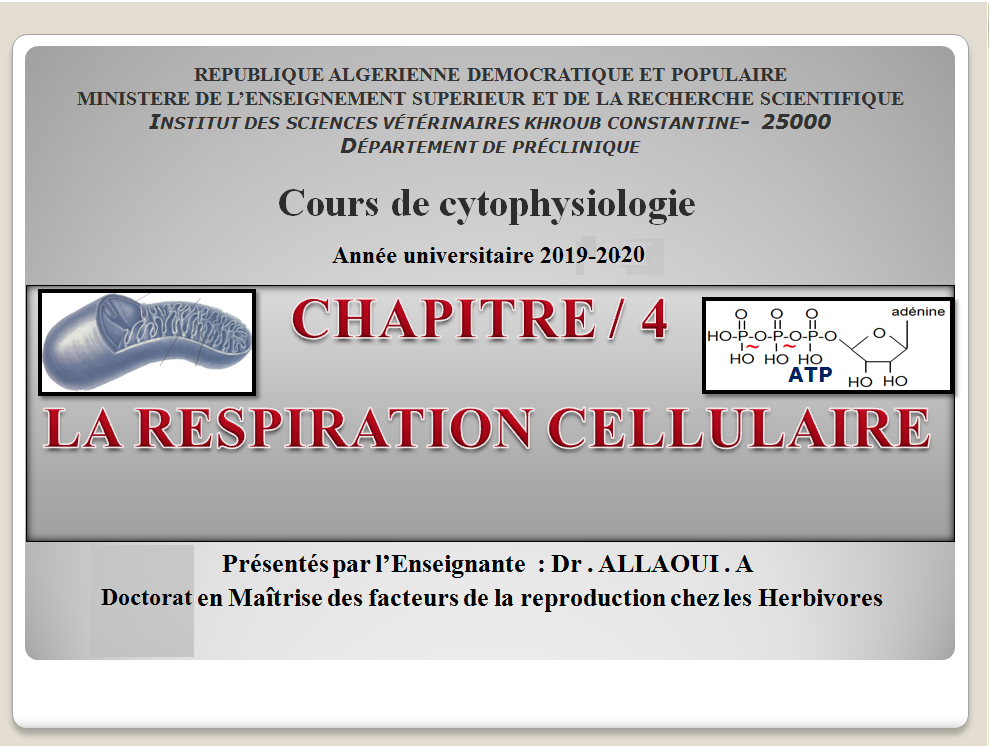 REPUBLIQUE ALGERIENNE DEMOCRATIQUE ET POPULAIRE
MINISTERE DE L’ENSEIGNEMENT SUPERIEUR ET DE LA RECHERCHE SCIENTIFIQUE
INSTITUT DES SCIENCES VÉTÉRINAIRES KHROUB CONSTANTINE- 25000
DÉPARTEMENT DE PRÉCLINIQUE
Cours de cytophysiologie
Année universitaire 2019-2020
CHAPITRE / 4
O O O adénine
HO-P-O-P-O-P-O O
~ ~
HO HO HO
ATP HO HO
LA RESPIRATION CELLULAIRE
Présentés par l’Enseignante : Dr . ALLAOUI . A
Doctorat en Maîtrise des facteurs de la reproduction chez les Herbivores